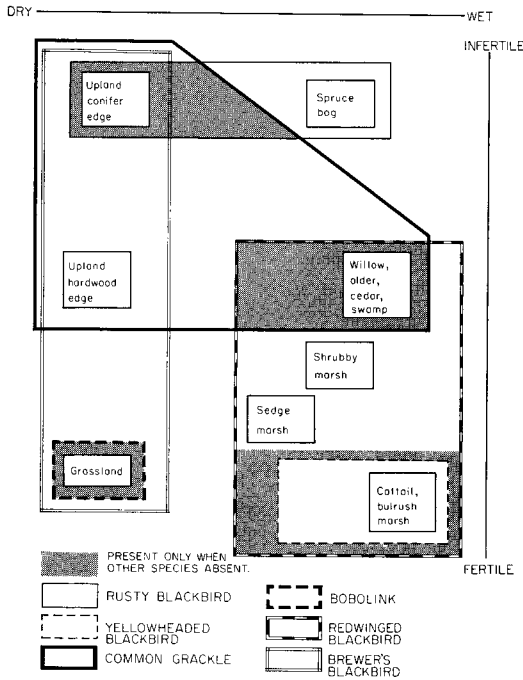 DRY
WET
INFERTILE
Upland
conifer
edge
Spruce
bog
Upland
hardwood
edge
Willow,
alder,
cedar,
swamp
Shrubby
marsh
Sedge
marsh
Grassland
Cattail,
bulrush
marsh
FERTILE
PRESENT ONLY WHEN
OTHER SPECIES ABSENT.
RUSTY BLACKBIRD
BOBOLINK
YELLOWHEADED
BLACKBIRD
REDWINGED
BLACKBIRD
COMMON GRACKLE
BREWER'S
BLACKBIRD